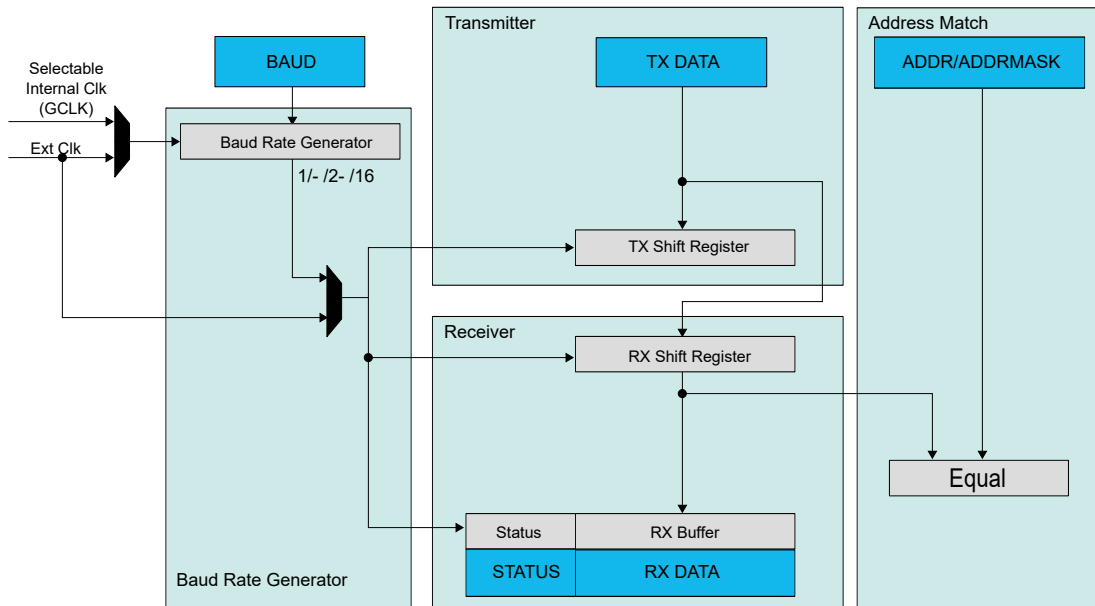 Selectable
Internal Clk
(GCLK)
Ext Clk
BAUD
Baud Rate Generator
1/- /2- /16
Baud Rate Generator
Transmitter
TX DATA
TX Shift Register
Receiver
RX Shift Register
Status
RX Buffer
STATUS
RX DATA
Address Match
ADDR/ADDRMASK
Equal